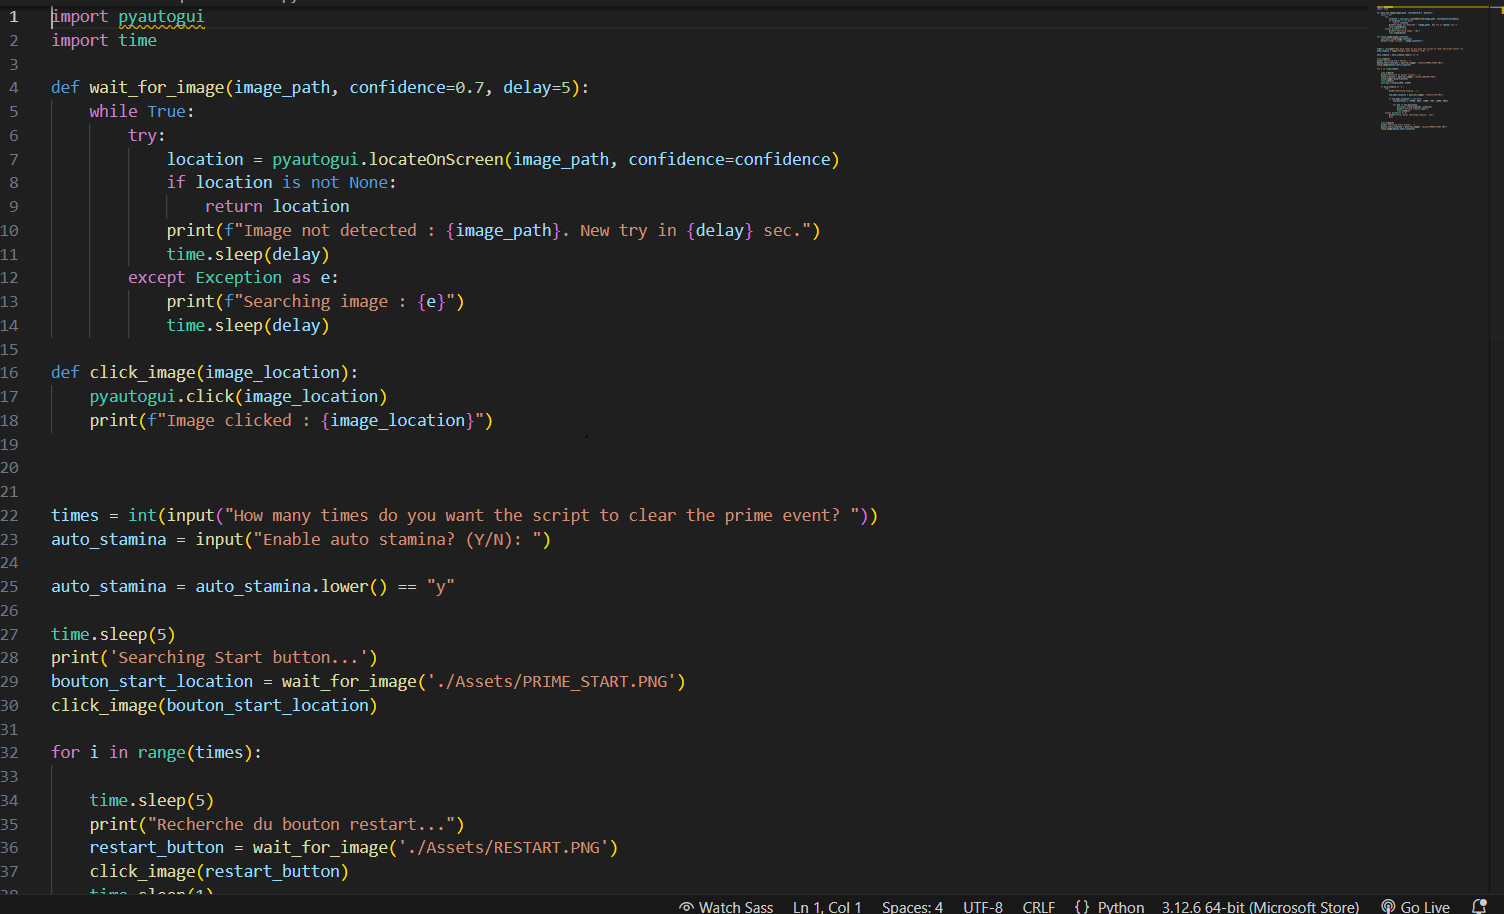 1 import pyautogui
2 import time
3
4 def wait_for_image(image_path, confidence=0.7, delay=5):
5     while True:
6         try:
7             location = pyautogui.locateOnScreen(image_path, confidence=confidence)
8             if location is not None:
9                 return location
10             print(f"Image not detected : {image_path}. New try in {delay} sec.")
11             time.sleep(delay)
12         except Exception as e:
13             print(f"Searching image : {e}")
14             time.sleep(delay)
15
16 def click_image(image_location):
17     pyautogui.click(image_location)
18     print(f"Image clicked : {image_location}")
19
20
21
22 times = int(input("How many times do you want the script to clear the prime event? "))
23 auto_stamina = input("Enable auto stamina? (Y/N): ")
24
25 auto_stamina = auto_stamina.lower() == "y"
26
27 time.sleep(5)
28 print('Searching Start button...')
29 bouton_start_location = wait_for_image('./Assets/PRIME_START.PNG')
30 click_image(bouton_start_location)
31
32 for i in range(times):
33
34     time.sleep(5)
35     print("Recherche du bouton restart...")
36     restart_button = wait_for_image('./Assets/RESTART.PNG')
37     click_image(restart_button)
38     time.sleep(1)
Watch Sass Ln 1, Col 1 Spaces: 4 UTF-8 CRLF {} Python 3.12.6 64-bit (Microsoft Store) Go Live